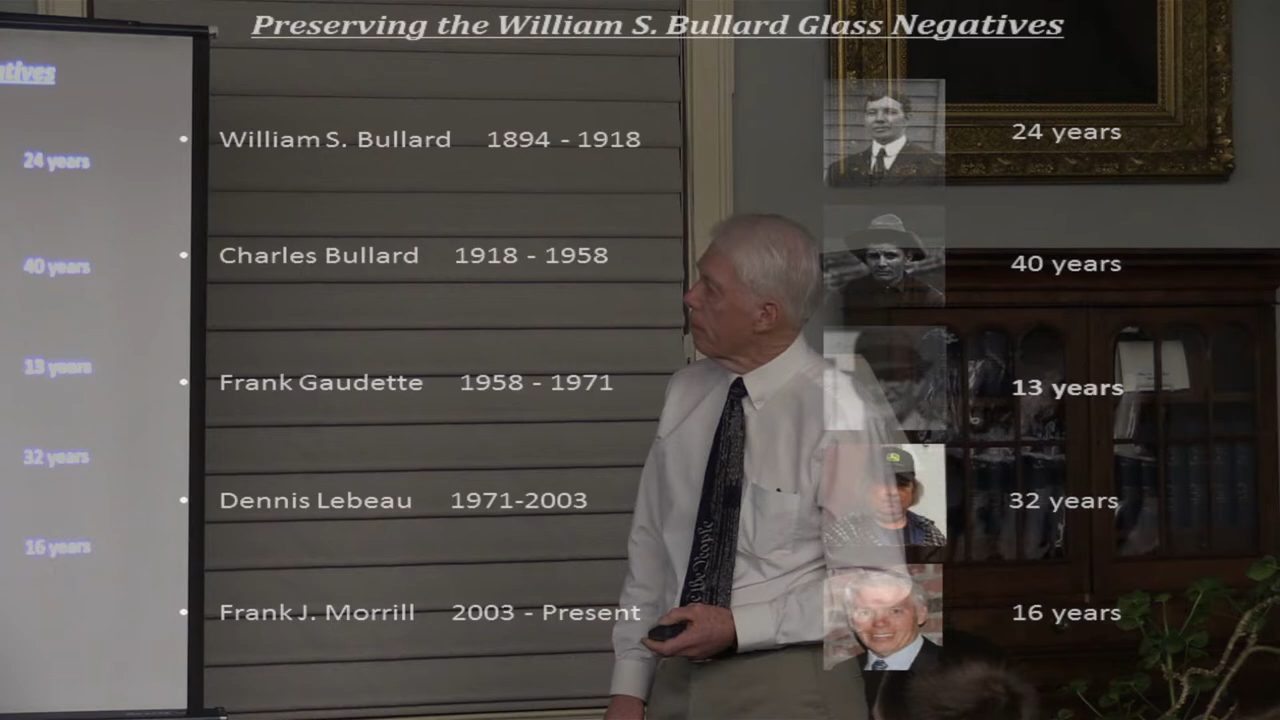 Preserving the William S. Bullard Glass Negatives
atives
William S. Bullard 1894 - 1918 24 years
24 years
Charles Bullard 1918 - 1958 40 years
40 years
Frank Gaudette 1958 - 1971 13 years
13 years
Dennis Lebeau 1971-2003 32 years
32 years
Frank J. Morrill 2003 - Present 16 years
16 years
e the People